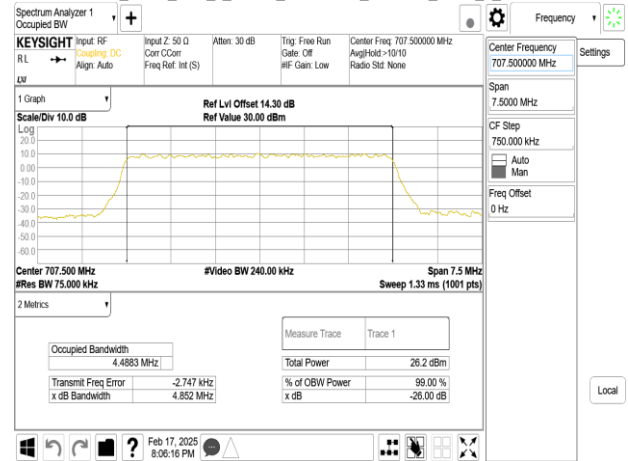 Spectrum Analyzer 1
Occupied BW
Frequency
KEYSIGHT
Input: RF
Coupling: DC
Align: Auto
Input Z: 50 Ω
Corr CCorr
Freq Ref: Int (S)
Atten: 30 dB
Trig: Free Run
Gate: Off
#IF Gain: Low
Center Freq: 707.500000 MHz
Avg|Hold:>10/10
Radio Std: None
R L
LXI
Center Frequency
707.500000 MHz
Settings
Span
7.5000 MHz
CF Step
750.000 kHz
Auto
Man
Freq Offset
0 Hz
1 Graph
Ref Lvl Offset 14.30 dB
Scale/Div 10.0 dB
Ref Value 30.00 dBm
Log
20.0
10.0
0.00
-10.0
-20.0
-30.0
-40.0
-50.0
-60.0
Center 707.500 MHz
#Video BW 240.00 kHz
Span 7.5 MHz
#Res BW 75.000 kHz
Sweep 1.33 ms (1001 pts)
2 Metrics
Measure Trace
Trace 1
Occupied Bandwidth
4.4883 MHz
Total Power
26.2 dBm
Transmit Freq Error
-2.747 kHz
% of OBW Power
99.00 %
x dB Bandwidth
4.852 MHz
x dB
-26.00 dB
Local
?
Feb 17, 2025
8:06:16 PM